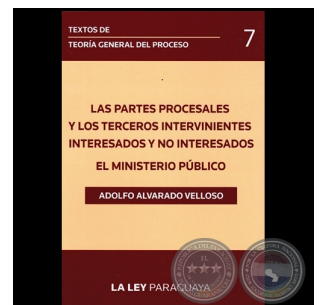 TEXTOS DE
TEORÍA GENERAL DEL PROCESO
7
LAS PARTES PROCESALES
Y LOS TERCEROS INTERVINIENTES
INTERESADOS Y NO INTERESADOS
EL MINISTERIO PÚBLICO
ADOLFO ALVARADO VELLOSO
LA LEY PARAGUAYA